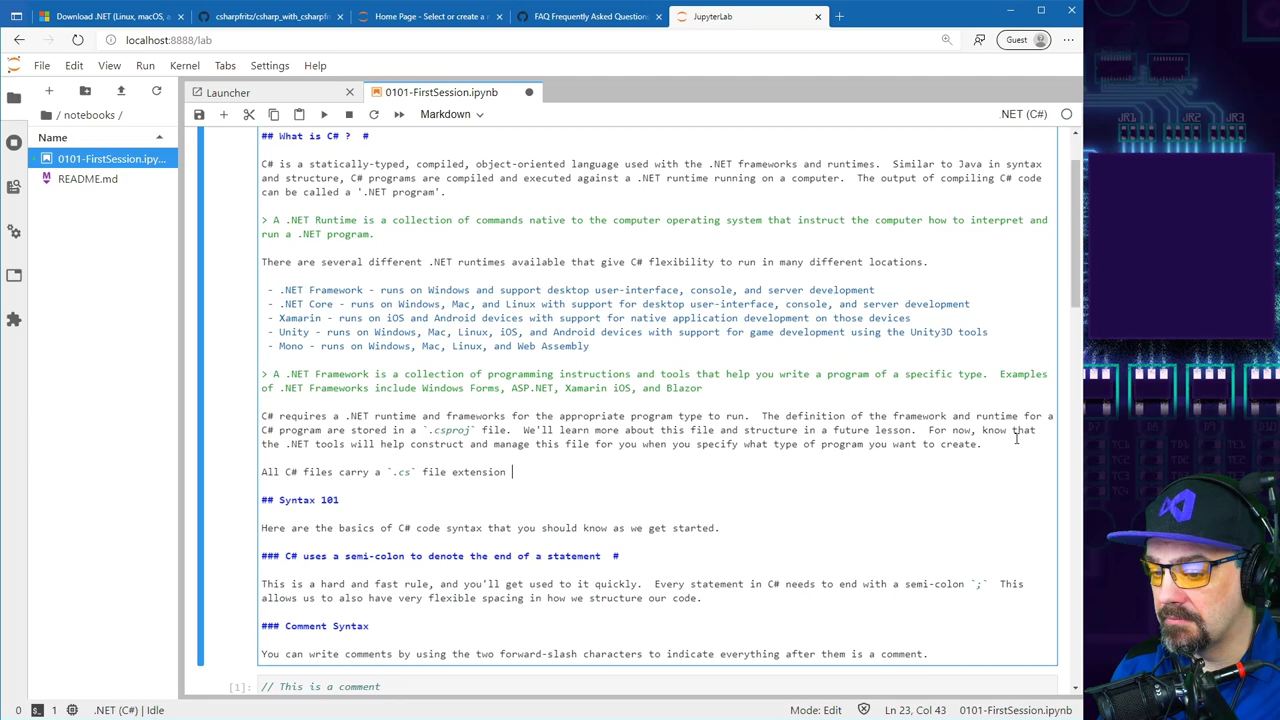 Download .NET (Linux, macOS, a
csharpfritz/csharp_with_csharpf
Home Page - Select or create a n
FAQ Frequently Asked Questions
JupyterLab
localhost:8888/lab
Guest
File Edit View Run Kernel Tabs Settings Help
Launcher
0101-FirstSession.ipynb
/ notebooks /
Markdown
.NET (C#)
Name
0101-FirstSession.ipy...
README.md
## What is C# ?  #
C# is a statically-typed, compiled, object-oriented language used with the .NET frameworks and runtimes.  Similar to Java in syntax
and structure, C# programs are compiled and executed against a .NET runtime running on a computer.  The output of compiling C# code
can be called a '.NET program'.
> A .NET Runtime is a collection of commands native to the computer operating system that instruct the computer how to interpret and
run a .NET program.
There are several different .NET runtimes available that give C# flexibility to run in many different locations.
- .NET Framework - runs on Windows and support desktop user-interface, console, and server development
- .NET Core - runs on Windows, Mac, and Linux with support for desktop user-interface, console, and server development
- Xamarin - runs on iOS and Android devices with support for native application development on those devices
- Unity - runs on Windows, Mac, Linux, iOS, and Android devices with support for game development using the Unity3D tools
- Mono - runs on Windows, Mac, Linux, and Web Assembly
> A .NET Framework is a collection of programming instructions and tools that help you write a program of a specific type.  Examples
of .NET Frameworks include Windows Forms, ASP.NET, Xamarin iOS, and Blazor
C# requires a .NET runtime and frameworks for the appropriate program type to run.  The definition of the framework and runtime for a
C# program are stored in a `.csproj` file.  We'll learn more about this file and structure in a future lesson.  For now, know that
the .NET tools will help construct and manage this file for you when you specify what type of program you want to create.
All C# files carry a `.cs` file extension
## Syntax 101
Here are the basics of C# code syntax that you should know as we get started.
### C# uses a semi-colon to denote the end of a statement  #
This is a hard and fast rule, and you'll get used to it quickly.  Every statement in C# needs to end with a semi-colon `;`  This
allows us to also have very flexible spacing in how we structure our code.
### Comment Syntax
You can write comments by using the two forward-slash characters to indicate everything after them is a comment.
[1]: // This is a comment
0 1 .NET (C#) | Idle
Mode: Edit
Ln 23, Col 43
0101-FirstSession.ipynb
JR1 JR2 JR3